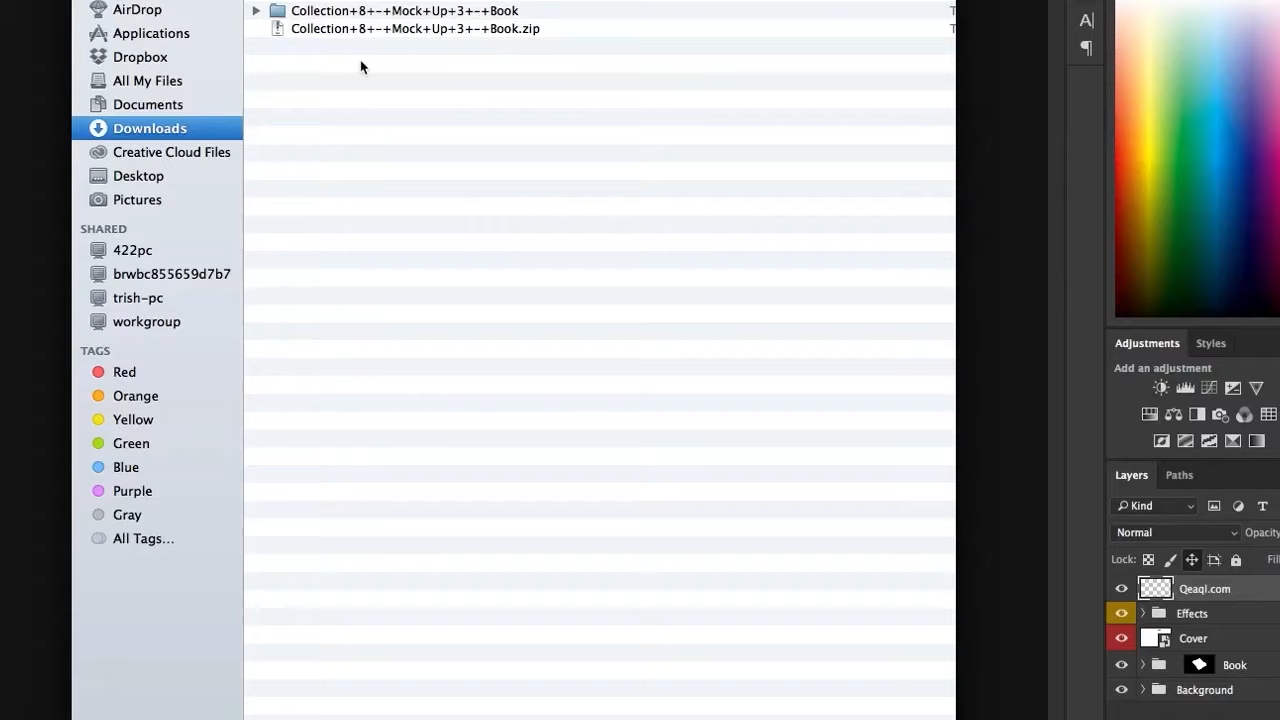 AirDrop
Applications
Dropbox
All My Files
Documents
Downloads
Creative Cloud Files
Desktop
Pictures
SHARED
422pc
brwbc855659d7b7
trish-pc
workgroup
TAGS
Red
Orange
Yellow
Green
Blue
Purple
Gray
All Tags...
Collection+8+-+Mock+Up+3+-+Book
Collection+8+-+Mock+Up+3+-+Book.zip
Adjustments Styles
Add an adjustment
Layers Paths
Kind
Normal Opacity
Lock:
Qeaql.com
Effects
Cover
Book
Background